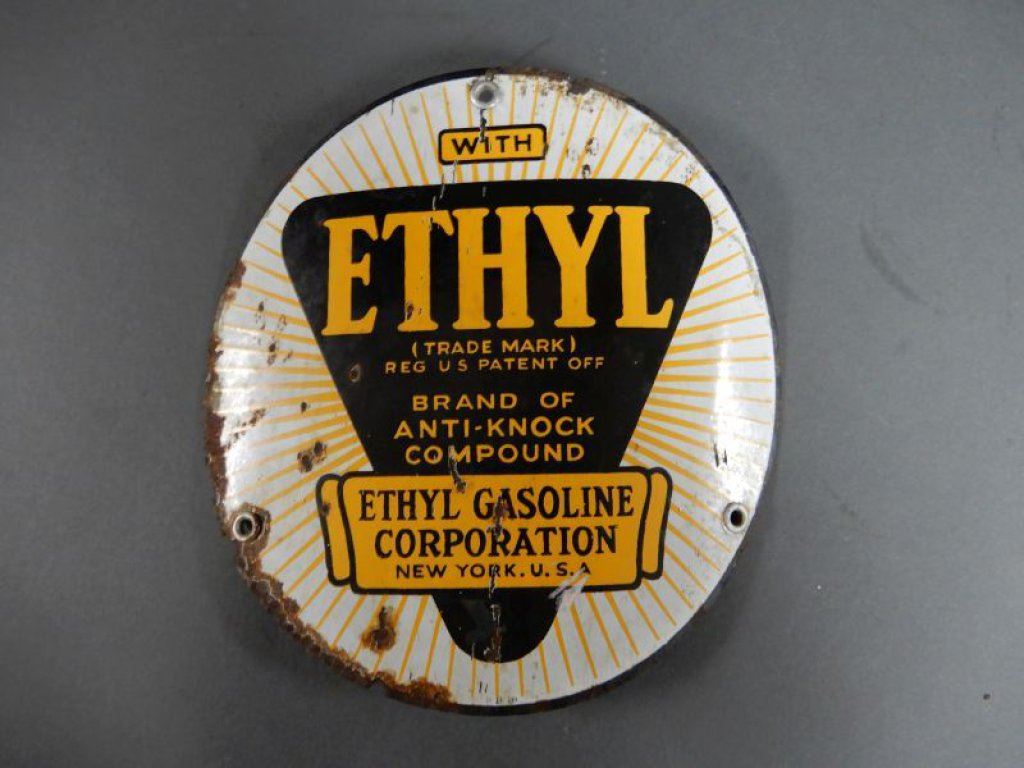 WITH
ETHYL
(TRADE MARK)
REG U S PATENT OFF
BRAND OF
ANTI-KNOCK
COMPOUND
ETHYL GASOLINE
CORPORATION
NEW YORK. U. S. A